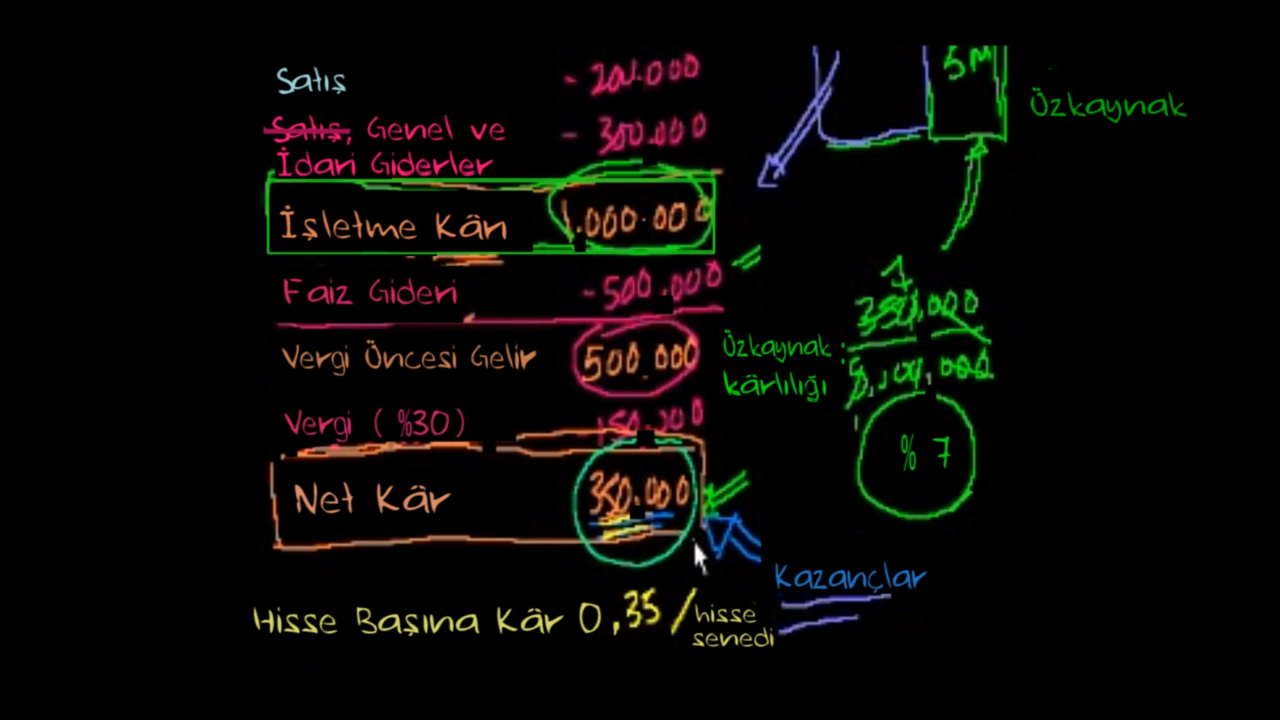 Satış - 200.000
Satış, Genel ve - 300.000
İdari Giderler
İşletme Kârı 1.000.000
Faiz Gideri - 500.000
Vergi Öncesi Gelir 500.000
Vergi (%30) 150.000
Net Kâr 350.000
Hisse Başına Kâr 0,35 / hisse
senedi
5M
Özkaynak
7
350,000
Özkaynak :
kârlılığı
% 7
Kazançlar